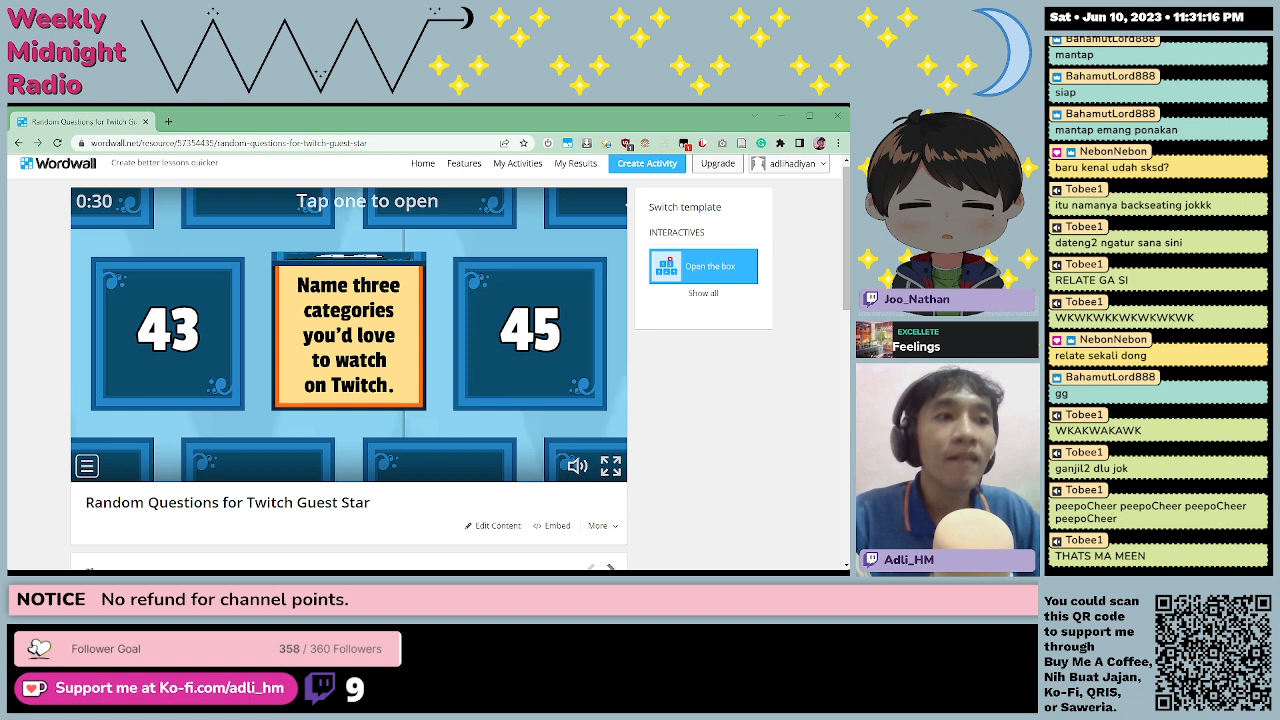 Weekly
Midnight
Radio
Sat • Jun 10, 2023 • 11:31:16 PM
Random Questions for Twitch Gu
wordwall.net/resource/57354435/random-questions-for-twitch-guest-star
Wordwall
Create better lessons quicker
Home
Features
My Activities
My Results
Create Activity
Upgrade
adlihadiyan
0:30
Tap one to open
43
Name three
categories
you'd love
to watch
on Twitch.
45
Switch template
INTERACTIVES
Open the box
Show all
Random Questions for Twitch Guest Star
Edit Content
Embed
More
Joo_Nathan
EXCELLETE
Feelings
Adli_HM
BahamutLord888
mantap
BahamutLord888
siap
BahamutLord888
mantap emang ponakan
NebonNebon
baru kenal udah sksd?
Tobee1
itu namanya backseating jokkk
Tobee1
dateng2 ngatur sana sini
Tobee1
RELATE GA SI
Tobee1
WKWKWKKWKWKWKWK
NebonNebon
relate sekali dong
BahamutLord888
gg
Tobee1
WKAKWAKAWK
Tobee1
ganjil2 dlu jok
Tobee1
peepoCheer peepoCheer peepoCheer
peepoCheer
Tobee1
THATS MA MEEN
NOTICE No refund for channel points.
Follower Goal
358 / 360 Followers
Support me at Ko-fi.com/adli_hm
9
You could scan
this QR code
to support me
through
Buy Me A Coffee,
Nih Buat Jajan,
Ko-Fi, QRIS,
or Saweria.